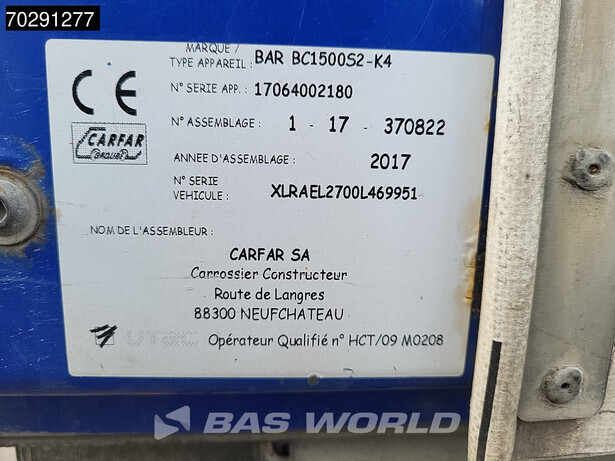 70291277
MARQUE /
TYPE APPAREIL : BAR BC1500S2-K4
N° SERIE APP. : 17064002180
CE
N° ASSEMBLAGE : 1 - 17 - 370822
CARFAR
GROUPE
ANNEE D'ASSEMBLAGE : 2017
N° SERIE
VEHICULE : XLRAEL2700L469951
NOM DE L'ASSEMBLEUR :
CARFAR SA
Carrossier Constructeur
Route de Langres
88300 NEUFCHATEAU
UTAC Opérateur Qualifié n° HCT/09 M0208
BAS WORLD